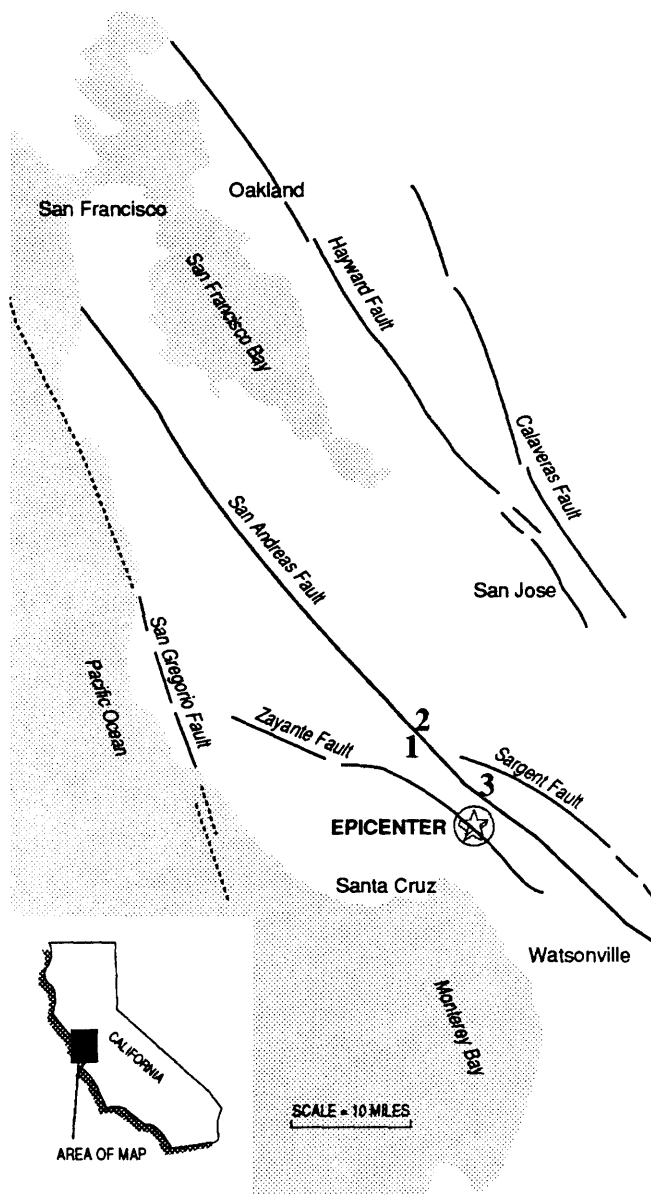 Oakland
San Francisco
Hayward Fault
San Francisco Bay
Calaveras Fault
San Andreas Fault
San Jose
San Gregorio Fault
Pacific Ocean
Zayante Fault
2
1
Sargent Fault
3
EPICENTER
Santa Cruz
Watsonville
Monterey Bay
CALIFORNIA
SCALE = 10 MILES
AREA OF MAP